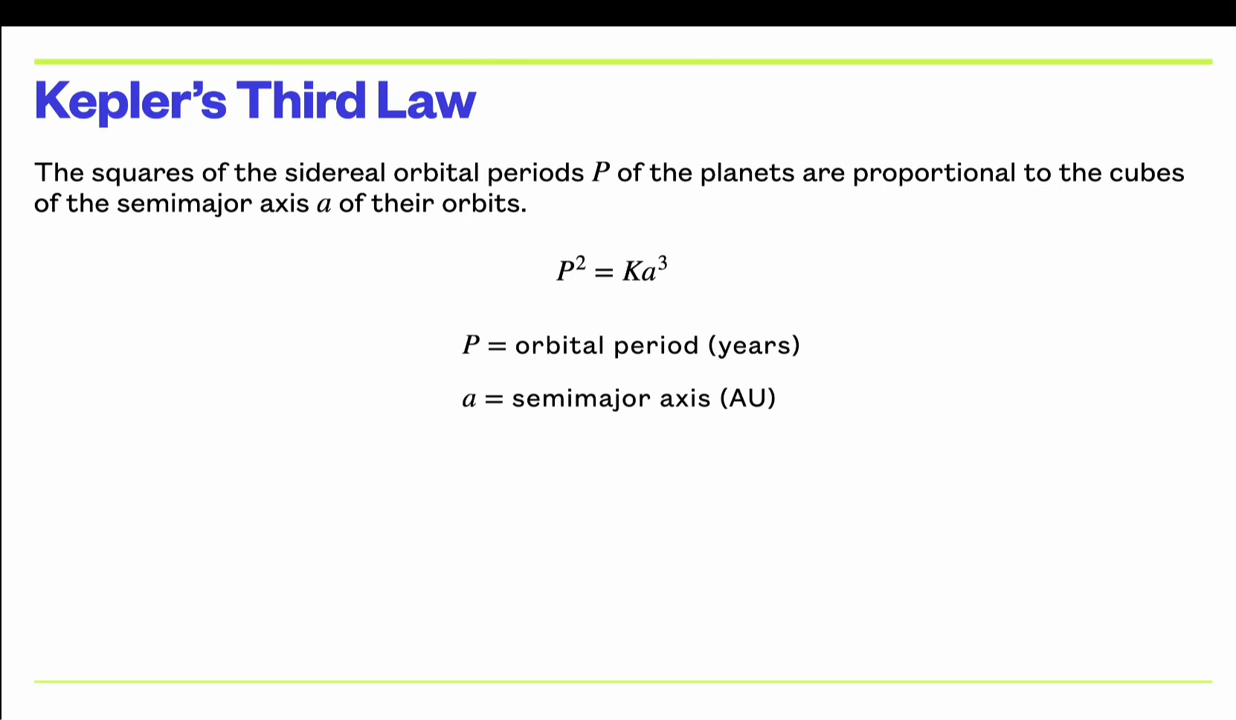 Kepler’s Third Law
The squares of the sidereal orbital periods P of the planets are proportional to the cubes
of the semimajor axis a of their orbits.
P² = Ka³
P = orbital period (years)
a = semimajor axis (AU)